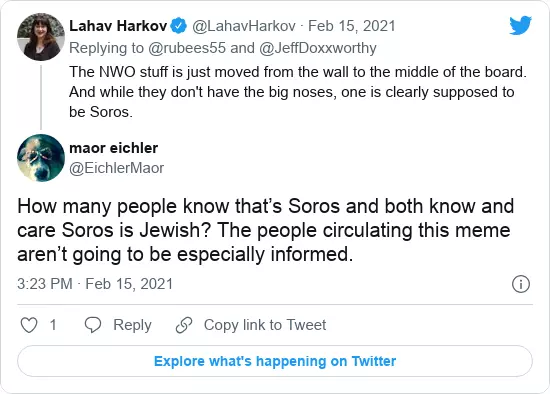 Lahav Harkov @LahavHarkov · Feb 15, 2021
Replying to @rubees55 and @JeffDoxxworthy
The NWO stuff is just moved from the wall to the middle of the board.
And while they don't have the big noses, one is clearly supposed to
be Soros.
maor eichler
@EichlerMaor
How many people know that’s Soros and both know and
care Soros is Jewish? The people circulating this meme
aren’t going to be especially informed.
3:23 PM · Feb 15, 2021
1 Reply Copy link to Tweet
Explore what's happening on Twitter